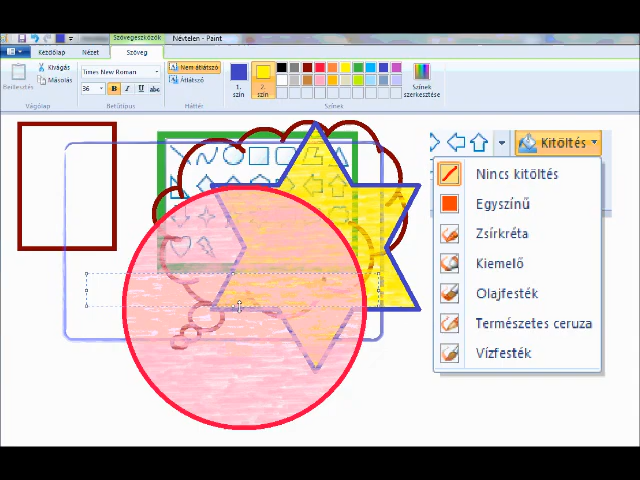 Szövegeszközök
Névtelen - Paint
Kezdőlap
Nézet
Szöveg
Beillesztés
Kivágás
Másolás
Vágólap
Times New Roman
36
B
I
U
abc
Betűtípus
Nem átlátszó
Átlátszó
Háttér
1.
szín
2.
szín
Színek
szerkesztése
Színek
Kitöltés
Nincs kitöltés
Egyszínű
Zsírkréta
Kiemelő
Olajfesték
Természetes ceruza
Vízfesték